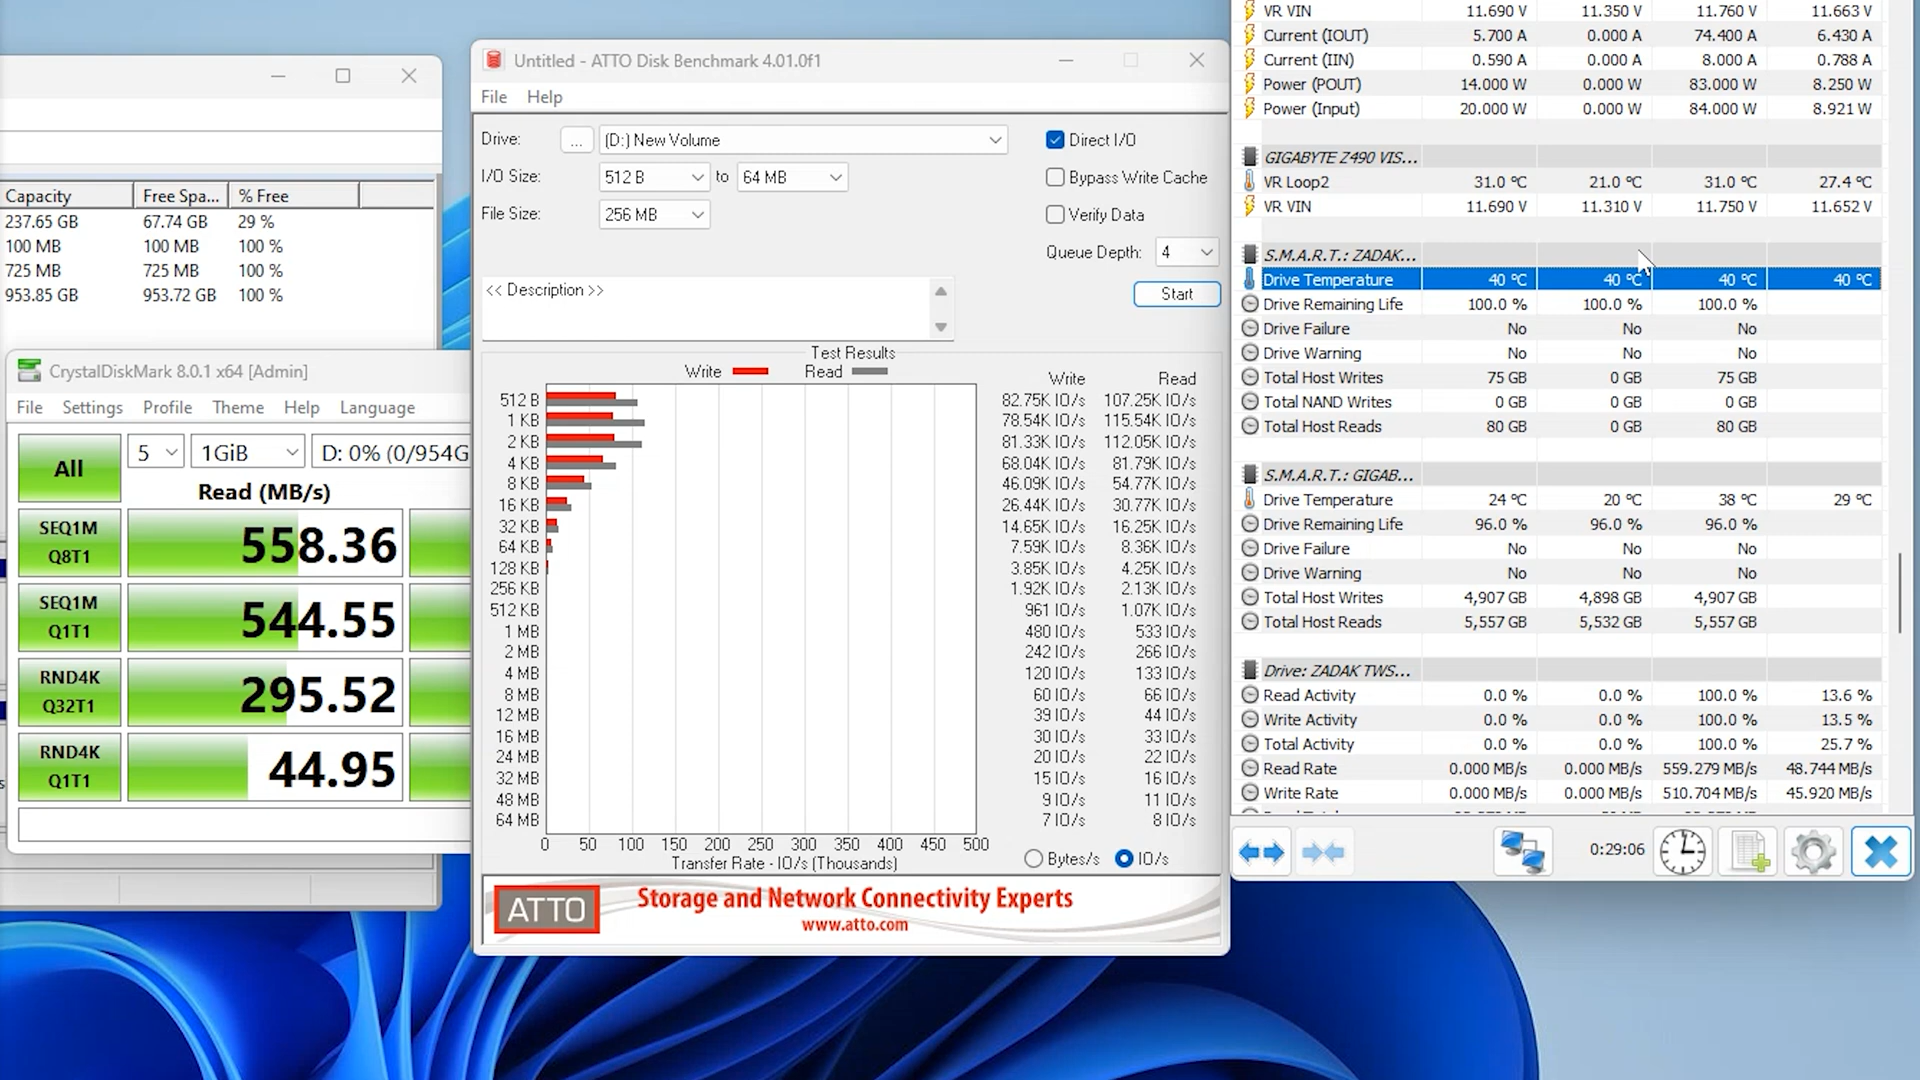 Capacity Free Spa... % Free
237.65 GB 67.74 GB 29 %
100 MB 100 MB 100 %
725 MB 725 MB 100 %
953.85 GB 953.72 GB 100 %
CrystalDiskMark 8.0.1 x64 [Admin]
File Settings Profile Theme Help Language
All 5 1GiB D: 0% (0/954G
Read (MB/s)
SEQ1M
Q8T1
558.36
SEQ1M
Q1T1
544.55
RND4K
Q32T1
295.52
RND4K
Q1T1
44.95
Untitled - ATTO Disk Benchmark 4.01.0f1
File Help
Drive: ... (D:) New Volume
I/O Size: 512 B to 64 MB
File Size: 256 MB
Direct I/O
Bypass Write Cache
Verify Data
Queue Depth: 4
<< Description >>
Start
Test Results
Write Read
Write Read
512 B 82.75K IO/s 107.25K IO/s
1 KB 78.54K IO/s 115.54K IO/s
2 KB 81.33K IO/s 112.05K IO/s
4 KB 68.04K IO/s 81.79K IO/s
8 KB 46.09K IO/s 54.77K IO/s
16 KB 26.44K IO/s 30.77K IO/s
32 KB 14.65K IO/s 16.25K IO/s
64 KB 7.59K IO/s 8.36K IO/s
128 KB 3.85K IO/s 4.25K IO/s
256 KB 1.92K IO/s 2.13K IO/s
512 KB 961 IO/s 1.07K IO/s
1 MB 480 IO/s 533 IO/s
2 MB 242 IO/s 266 IO/s
4 MB 120 IO/s 133 IO/s
8 MB 60 IO/s 66 IO/s
12 MB 39 IO/s 44 IO/s
16 MB 30 IO/s 33 IO/s
24 MB 20 IO/s 22 IO/s
32 MB 15 IO/s 16 IO/s
48 MB 9 IO/s 11 IO/s
64 MB 7 IO/s 8 IO/s
0 50 100 150 200 250 300 350 400 450 500
Transfer Rate - IO/s (Thousands)
Bytes/s IO/s
ATTO
Storage and Network Connectivity Experts
www.atto.com
VR VIN 11.690 V 11.350 V 11.760 V 11.663 V
Current (IOUT) 5.700 A 0.000 A 74.400 A 6.430 A
Current (IIN) 0.590 A 0.000 A 8.000 A 0.788 A
Power (POUT) 14.000 W 0.000 W 83.000 W 8.250 W
Power (Input) 20.000 W 0.000 W 84.000 W 8.921 W
GIGABYTE Z490 VIS...
VR Loop2 31.0 °C 21.0 °C 31.0 °C 27.4 °C
VR VIN 11.690 V 11.310 V 11.750 V 11.652 V
S.M.A.R.T.: ZADAK...
Drive Temperature 40 °C 40 °C 40 °C 40 °C
Drive Remaining Life 100.0 % 100.0 % 100.0 %
Drive Failure No No No
Drive Warning No No No
Total Host Writes 75 GB 0 GB 75 GB
Total NAND Writes 0 GB 0 GB 0 GB
Total Host Reads 80 GB 0 GB 80 GB
S.M.A.R.T.: GIGAB...
Drive Temperature 24 °C 20 °C 38 °C 29 °C
Drive Remaining Life 96.0 % 96.0 % 96.0 %
Drive Failure No No No
Drive Warning No No No
Total Host Writes 4,907 GB 4,898 GB 4,907 GB
Total Host Reads 5,557 GB 5,532 GB 5,557 GB
Drive: ZADAK TWS...
Read Activity 0.0 % 0.0 % 100.0 % 13.6 %
Write Activity 0.0 % 0.0 % 100.0 % 13.5 %
Total Activity 0.0 % 0.0 % 100.0 % 25.7 %
Read Rate 0.000 MB/s 0.000 MB/s 559.279 MB/s 48.744 MB/s
Write Rate 0.000 MB/s 0.000 MB/s 510.704 MB/s 45.920 MB/s
0:29:06